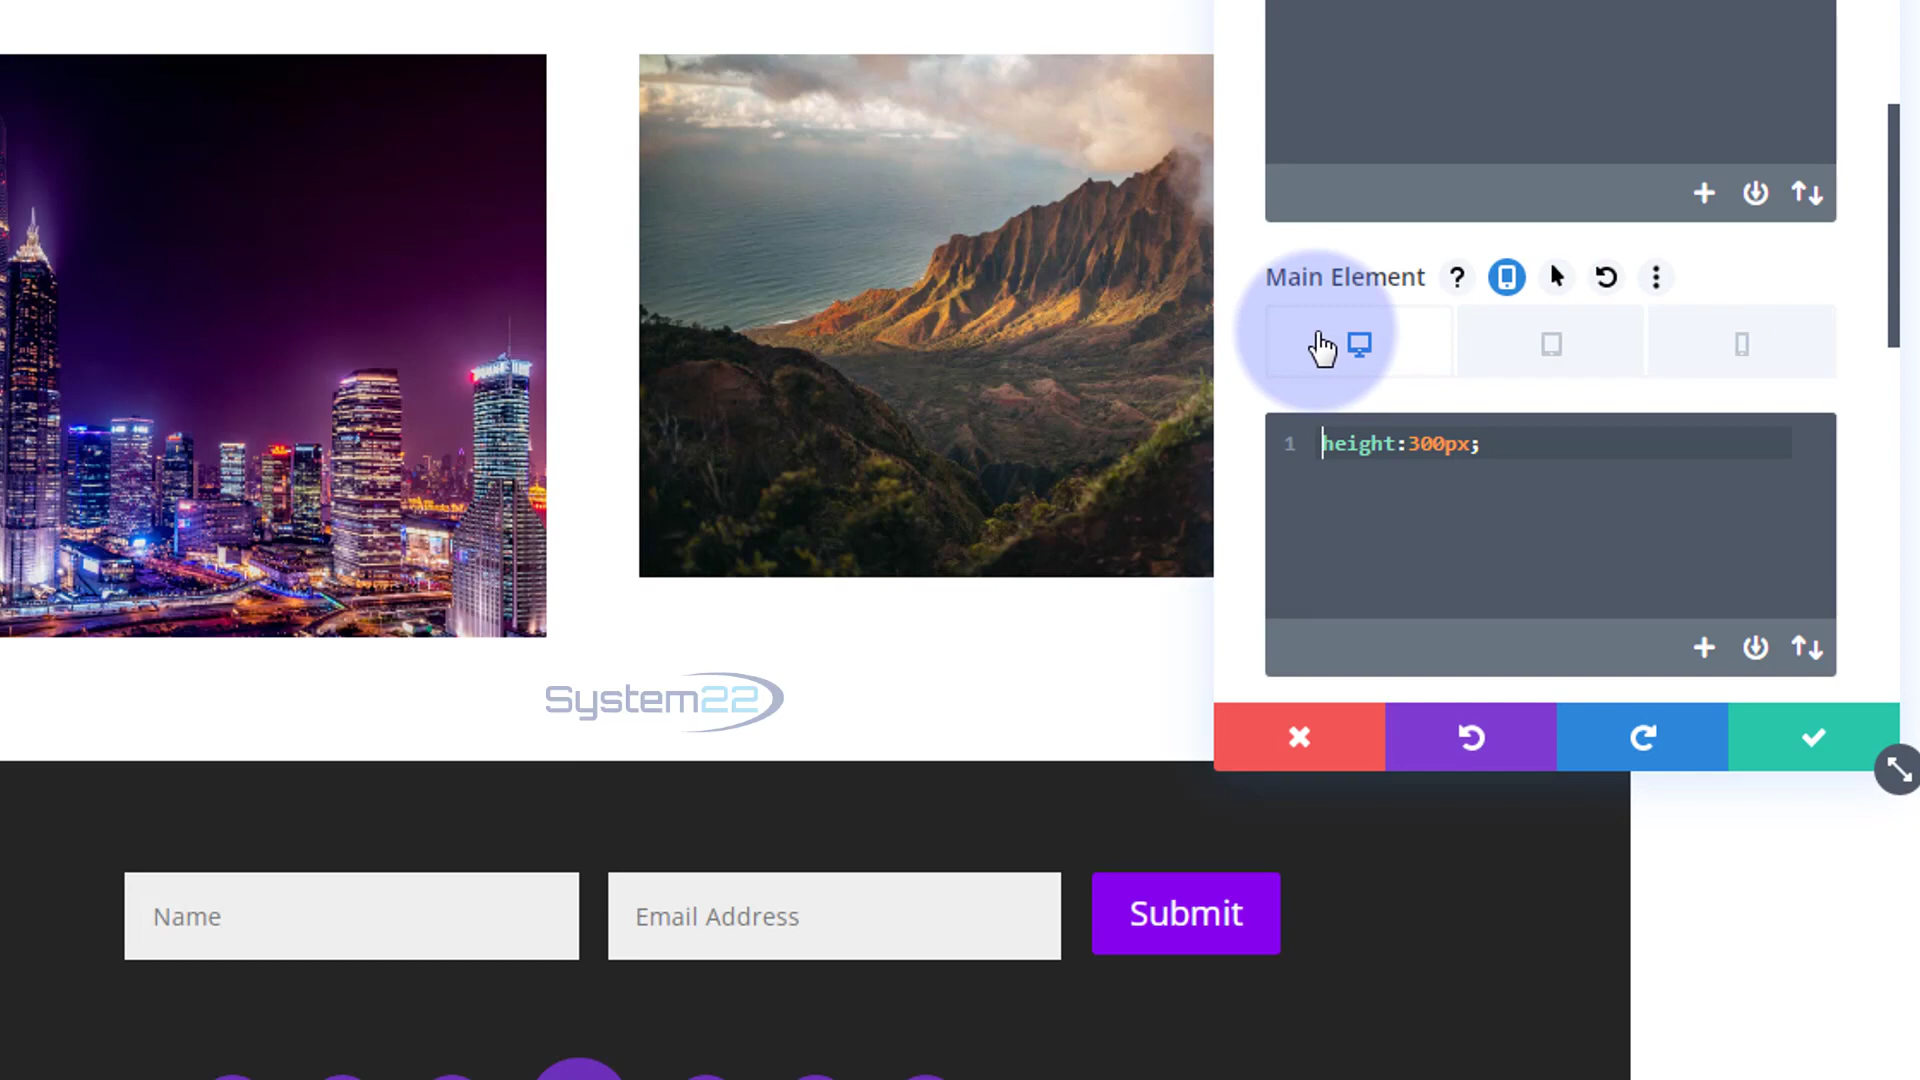 Main Element ?
1 height:300px;
System22
Name
Email Address
Submit